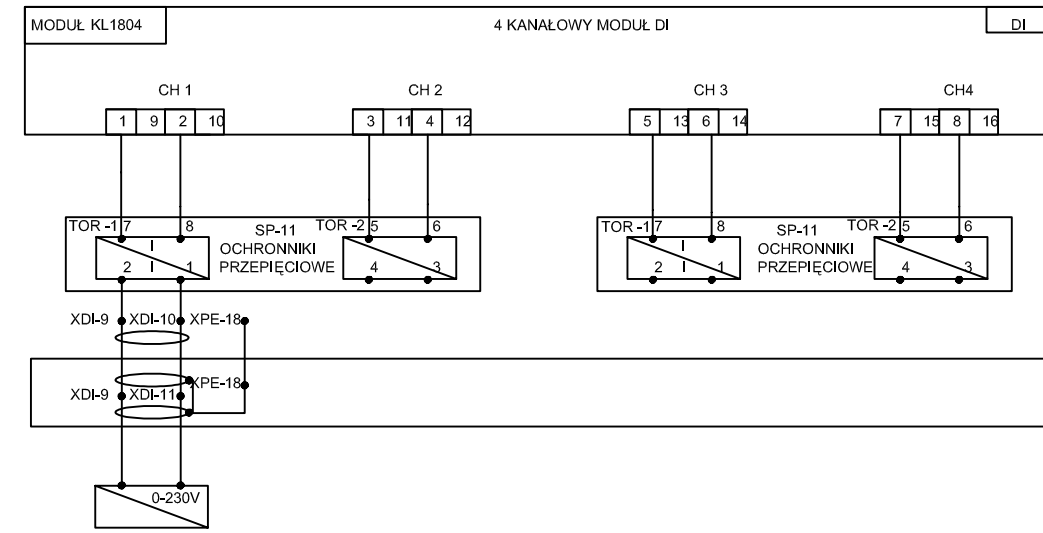 MODUŁ KL1804
4 KANAŁOWY MODUŁ DI
DI
CH 1
CH 2
CH 3
CH4
1 9 2 10
3 11 4 12
5 13 6 14
7 15 8 16
TOR -1 7 8
SP-11
OCHRONNIKI
PRZEPIĘCIOWE
TOR -2 5 6
I
I
2 1
4 3
TOR -1 7 8
SP-11
OCHRONNIKI
PRZEPIĘCIOWE
TOR -2 5 6
I
I
2 1
4 3
XDI-9 XDI-10 XPE-18
XPE-18
XDI-9 XDI-11
0-230V